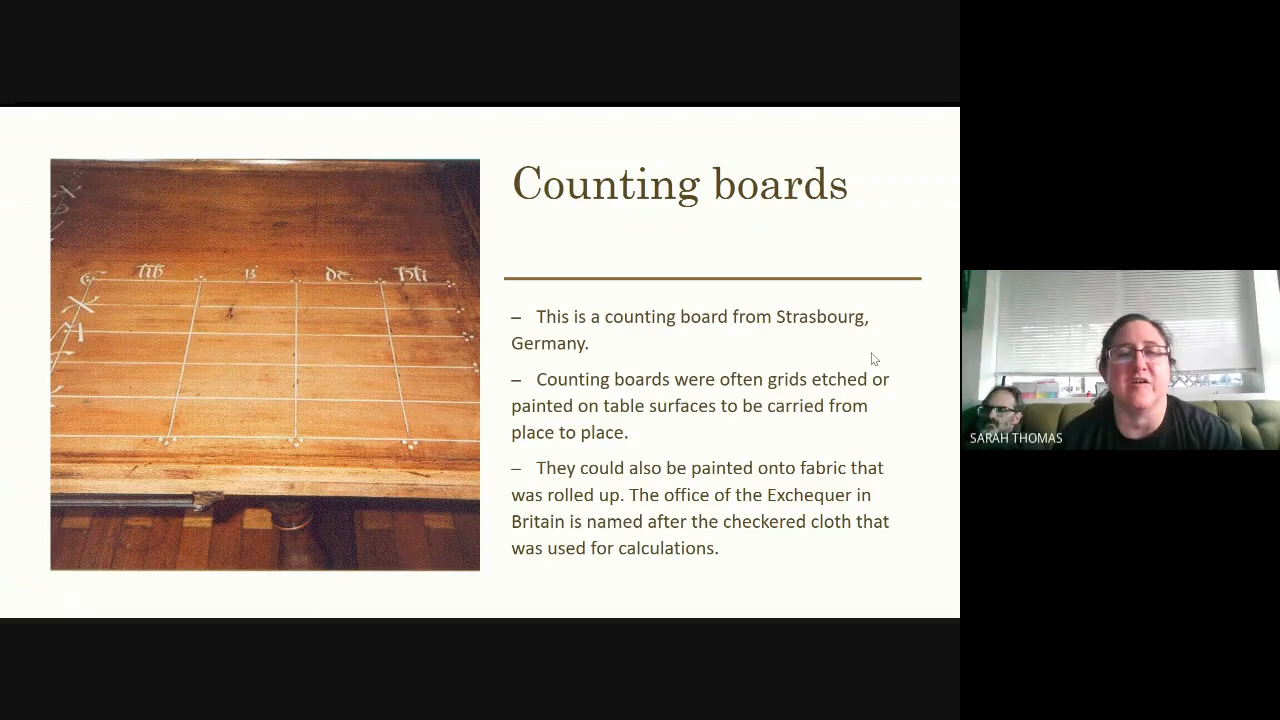 Counting boards
– This is a counting board from Strasbourg,
Germany.
– Counting boards were often grids etched or
painted on table surfaces to be carried from
place to place.
– They could also be painted onto fabric that
was rolled up. The office of the Exchequer in
Britain is named after the checkered cloth that
was used for calculations.
SARAH THOMAS